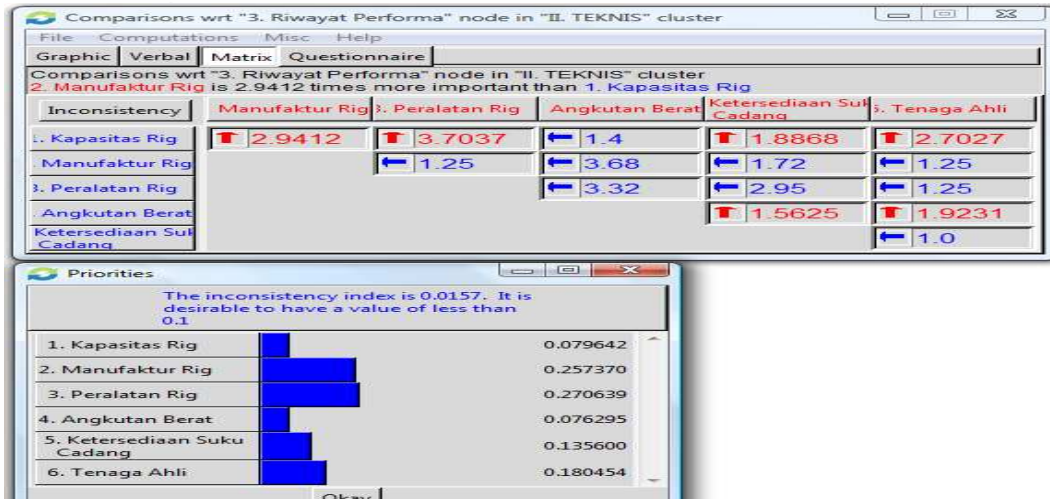 Comparisons wrt "3. Riwayat Performa" node in "II. TEKNIS" cluster
File Computations Misc Help
Graphic Verbal Matrix Questionnaire
Comparisons wrt "3. Riwayat Performa" node in "II. TEKNIS" cluster
2. Manufaktur Rig is 2.9412 times more important than 1. Kapasitas Rig
Inconsistency Manufaktur Rig 3. Peralatan Rig Angkutan Berat Ketersediaan Suk Cadang 6. Tenaga Ahli
1. Kapasitas Rig 2.9412 3.7037 1.4 1.8868 2.7027
Manufaktur Rig 1.25 3.68 1.72 1.25
3. Peralatan Rig 3.32 2.95 1.25
Angkutan Berat 1.5625 1.9231
Ketersediaan Suk Cadang 1.0
Priorities
The inconsistency index is 0.0157. It is
desirable to have a value of less than
0.1
1. Kapasitas Rig 0.079642
2. Manufaktur Rig 0.257370
3. Peralatan Rig 0.270639
4. Angkutan Berat 0.076295
5. Ketersediaan Suku
Cadang 0.135600
6. Tenaga Ahli 0.180454
Okay